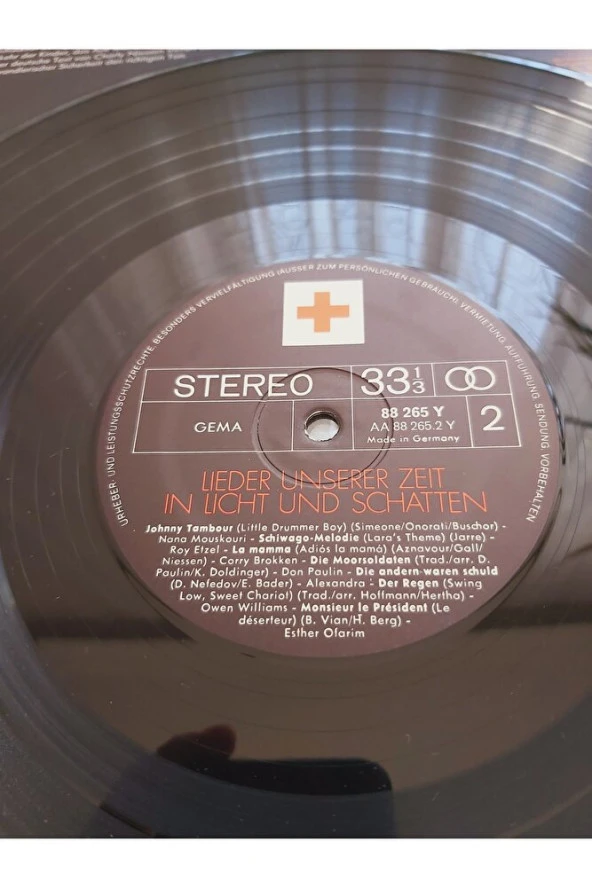 URHEBER- UND LEISTUNGSSCHUTZRECHTE, BESONDERS VERVIELFÄLTIGUNG (AUSSER ZUM PERSÖNLICHEN GEBRAUCH), VERMIETUNG, AUFFÜHRUNG, SENDUNG VORBEHALTEN
STEREO 33 1/3
GEMA
88 265 Y
AA 88 265.2 Y
Made in Germany
2
LIEDER UNSERER ZEIT
IN LICHT UND SCHATTEN
Johnny Tambour (Little Drummer Boy) (Simeone/Onorati/Buschor) -
Nana Mouskouri - Schiwago-Melodie (Lara's Theme) (Jarre) -
Roy Etzel - La mamma (Adiós la mamá) (Aznavour/Gall/
Niessen) - Corry Brokken - Die Moorsoldaten (Trad./arr. D.
Paulin/K. Doldinger) - Don Paulin - Die andern waren schuld
(D. Nefedov/E. Bader) - Alexandra - Der Regen (Swing
Low, Sweet Chariot) (Trad./arr. Hoffmann/Hertha) -
Owen Williams - Monsieur le Président (Le
déserteur) (B. Vian/H. Berg) -
Esther Ofarim